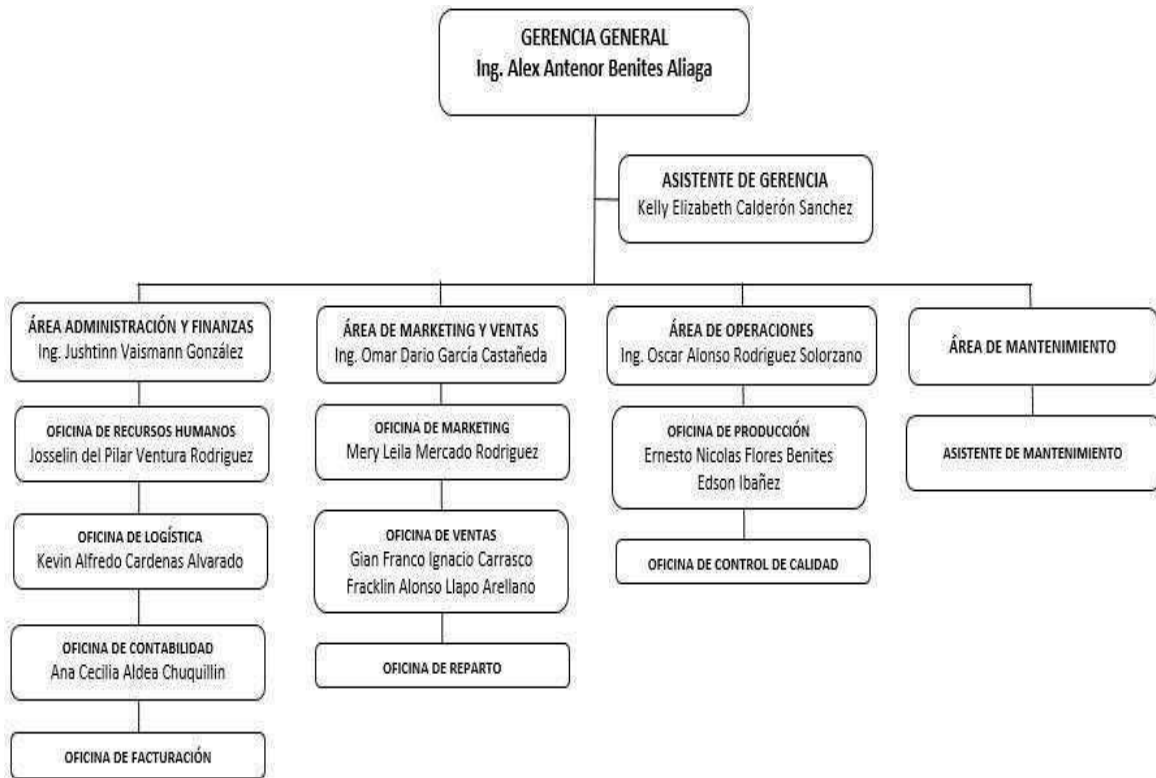 GERENCIA GENERAL
Ing. Alex Antenor Benites Aliaga
ASISTENTE DE GERENCIA
Kelly Elizabeth Calderón Sanchez
ÁREA ADMINISTRACIÓN Y FINANZAS
Ing. Jushtinn Vaismann González
OFICINA DE RECURSOS HUMANOS
Josselin del Pilar Ventura Rodriguez
OFICINA DE LOGÍSTICA
Kevin Alfredo Cardenas Alvarado
OFICINA DE CONTABILIDAD
Ana Cecilia Aldea Chuquillin
OFICINA DE FACTURACIÓN
ÁREA DE MARKETING Y VENTAS
Ing. Omar Dario García Castañeda
OFICINA DE MARKETING
Mery Leila Mercado Rodriguez
OFICINA DE VENTAS
Gian Franco Ignacio Carrasco
Fracklin Alonso Llapo Arellano
OFICINA DE REPARTO
ÁREA DE OPERACIONES
Ing. Oscar Alonso Rodriguez Solorzano
OFICINA DE PRODUCCIÓN
Ernesto Nicolas Flores Benites
Edson Ibañez
OFICINA DE CONTROL DE CALIDAD
ÁREA DE MANTENIMIENTO
ASISTENTE DE MANTENIMIENTO